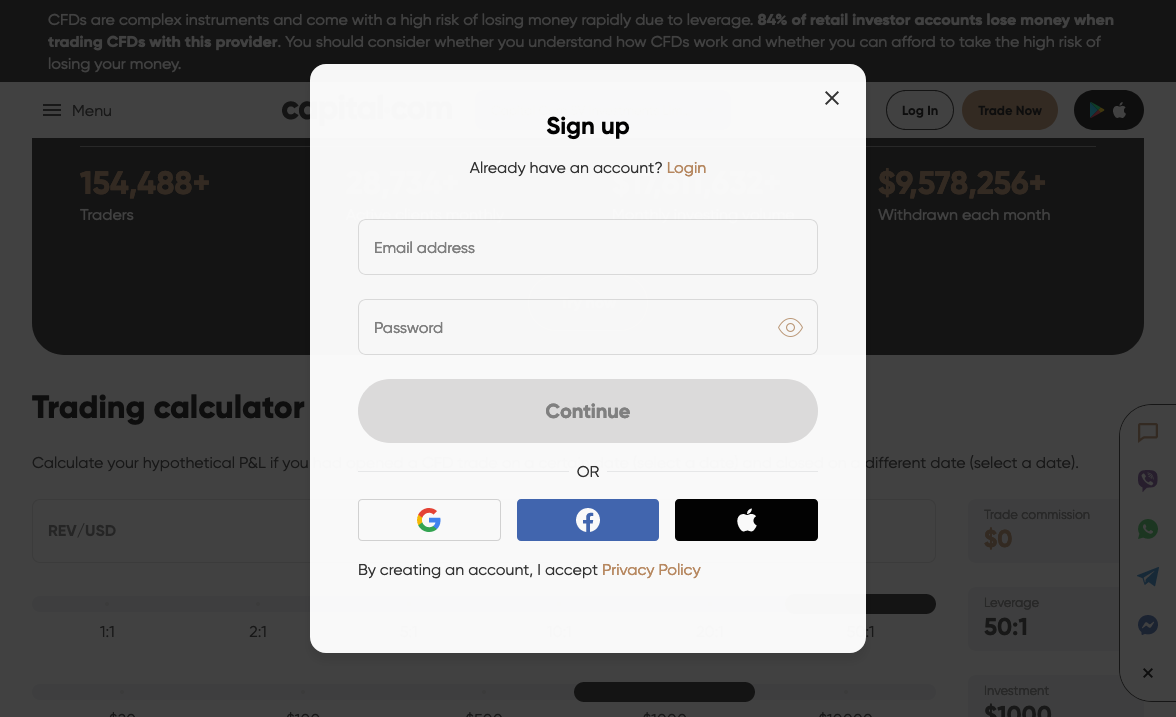 CFDs are complex instruments and come with a high risk of losing money rapidly due to leverage. 84% of retail investor accounts lose money when
trading CFDs with this provider. You should consider whether you understand how CFDs work and whether you can afford to take the high risk of
losing your money.
Menu
capital.com
Log In
Trade Now
Sign up
Already have an account? Login
154,488+
Traders
$9,578,256+
Withdrawn each month
Email address
Password
Continue
Trading calculator
Calculate your hypothetical P&L if you
different date (select a date).
OR
REV/USD
Trade commission
$0
By creating an account, I accept Privacy Policy
1:1
2:1
:1
Leverage
50:1
Investment
$1000
$20
$100
$500
$1000
$10000